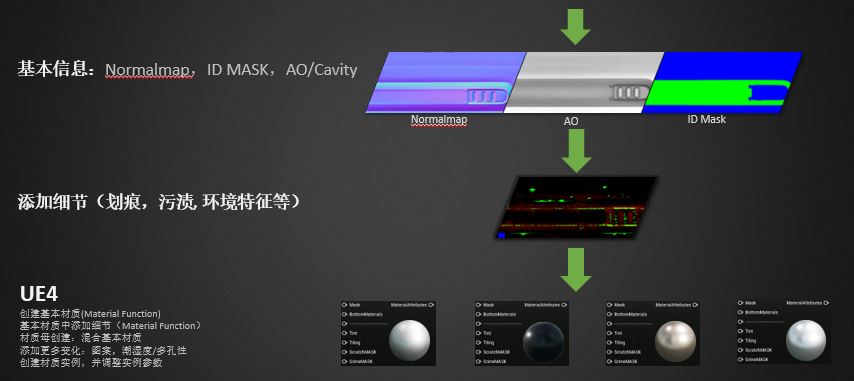 基本信息：Normalmap，ID MASK，AO/Cavity
Normalmap
AO
ID Mask
添加细节（划痕，污渍, 环境特征等）
UE4
创建基本材质(Material Function)
基本材质中添加细节（Material Function）
材质母创建：混合基本材质
添加更多变化：图案，潮湿度/多孔性
创建材质实例，并调整实例参数
Mask MaterialAttributes
BottomMaterials
Tint
Tiling
ScratchMASK
GrimeMASK
Mask MaterialAttributes
BottomMaterials
Tint
Tiling
ScratchMASK
GrimeMASK
Mask MaterialAttributes
BottomMaterials
Tint
Tiling
ScratchMASK
GrimeMASK
Mask MaterialAttributes
BottomMaterials
Tint
Tiling
ScratchMASK
GrimeMASK